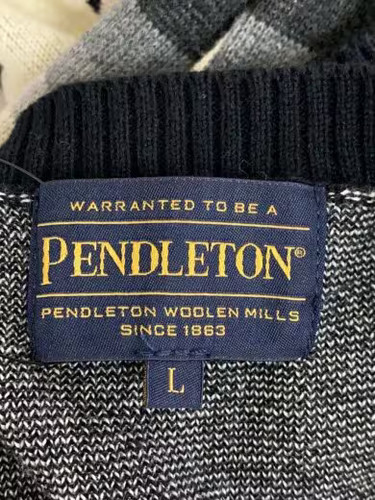 WARRANTED TO BE A
PENDLETON®
PENDLETON WOOLEN MILLS
SINCE 1863
L